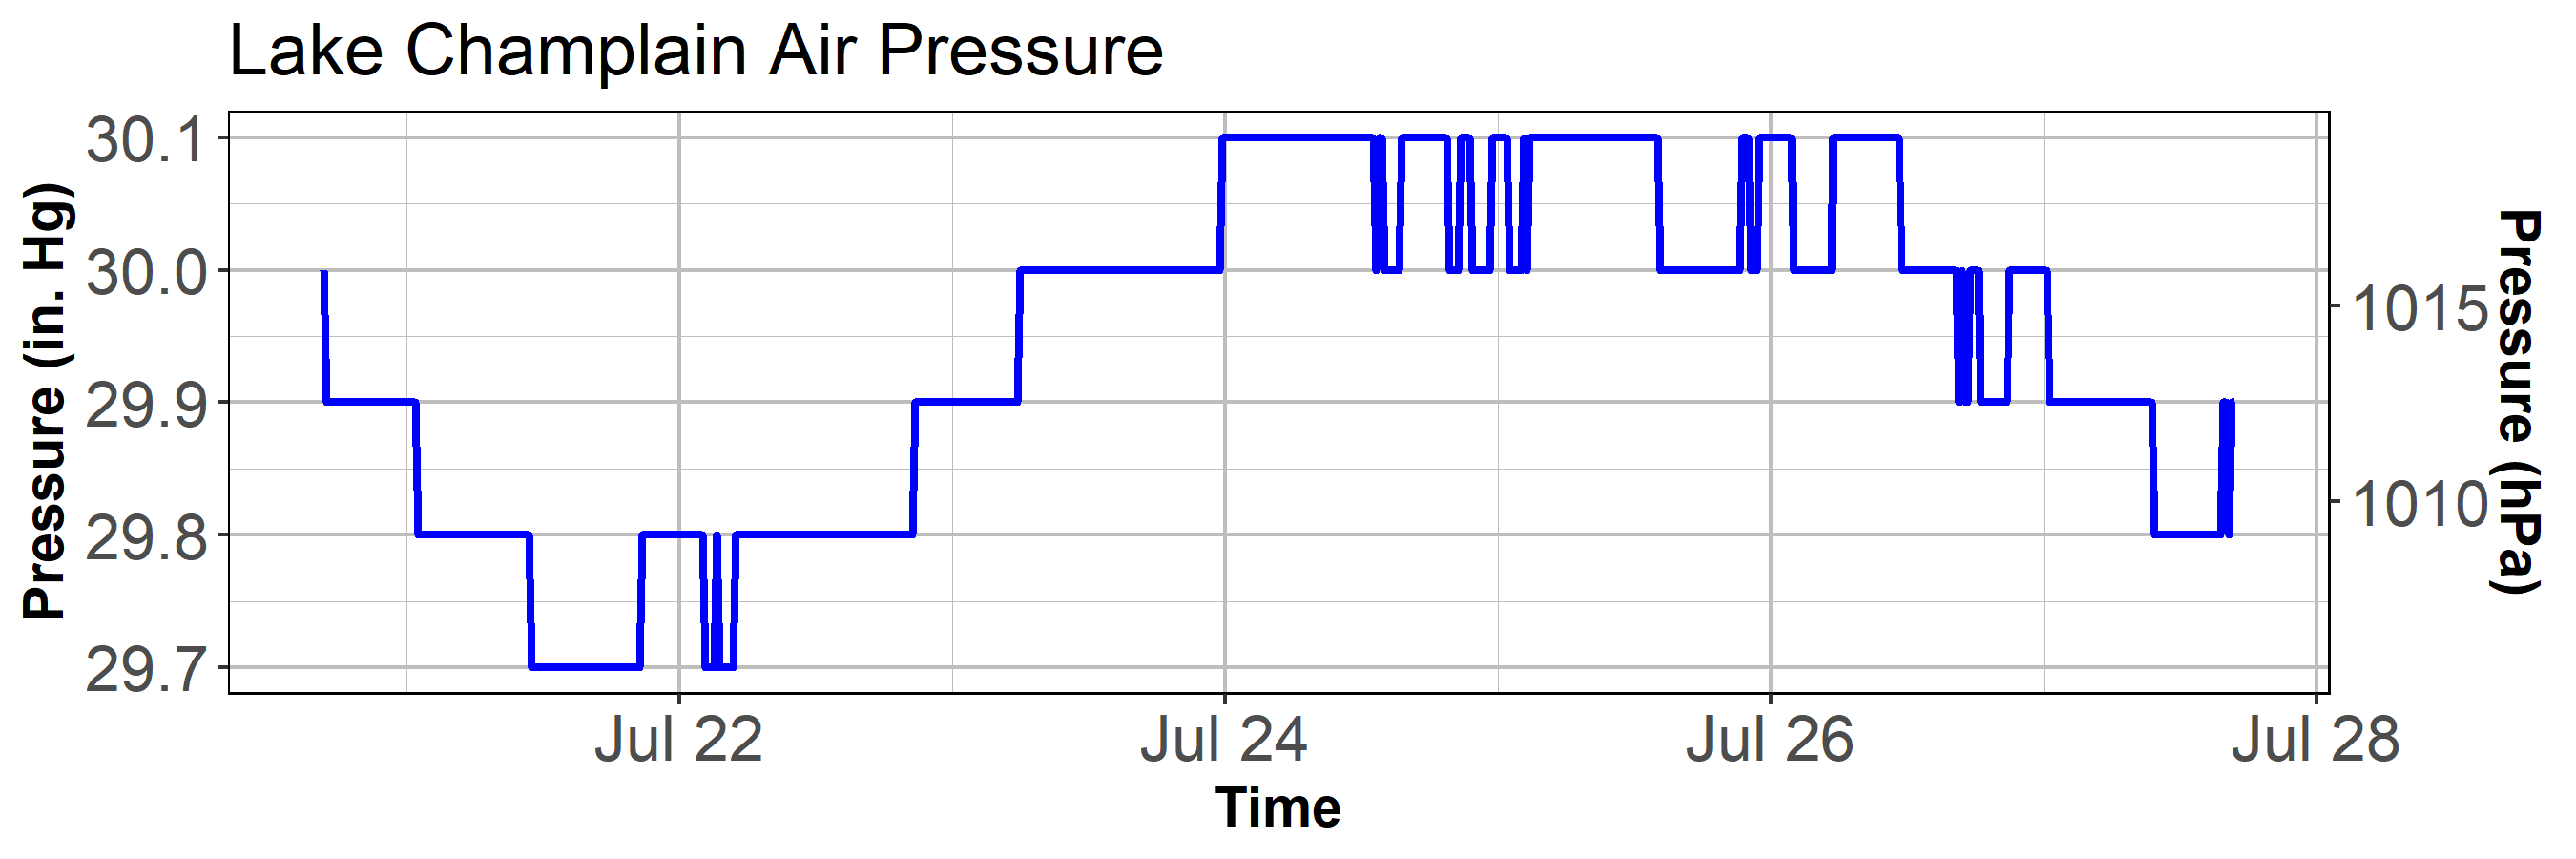 Lake Champlain Air Pressure
Pressure (in. Hg)
30.1
30.0
29.9
29.8
29.7
1015
1010
Pressure (hPa)
Jul 22 Jul 24 Jul 26 Jul 28
Time